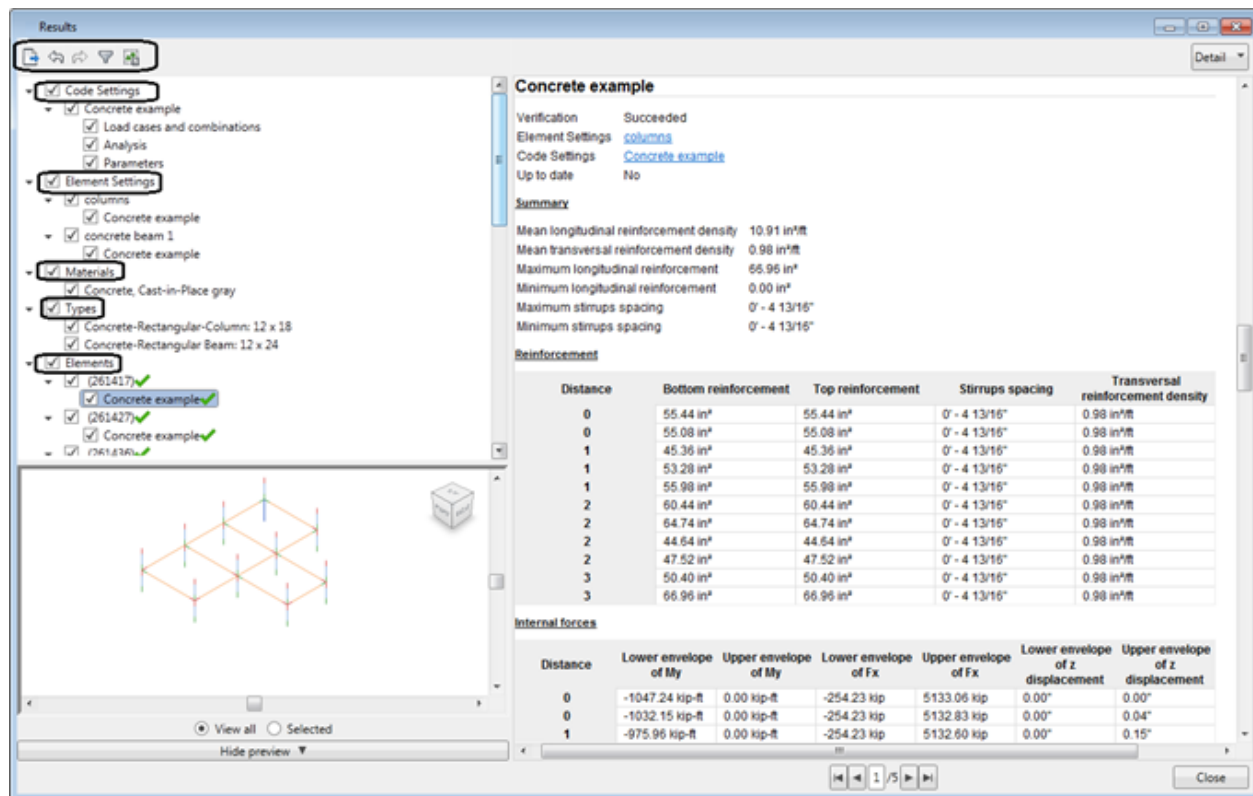 Results
Detail
Code Settings
Concrete example
Load cases and combinations
Analysis
Parameters
Element Settings
columns
Concrete example
concrete beam 1
Concrete example
Materials
Concrete, Cast-in-Place gray
Types
Concrete-Rectangular-Column: 12 x 18
Concrete-Rectangular Beam: 12 x 24
Elements
(261417)
Concrete example
(261427)
Concrete example
(261436)
View all Selected
Hide preview
Concrete example
Verification Succeeded
Element Settings columns
Code Settings Concrete example
Up to date No
Summary
Mean longitudinal reinforcement density 10.91 in²/ft
Mean transversal reinforcement density 0.98 in²/ft
Maximum longitudinal reinforcement 66.96 in²
Minimum longitudinal reinforcement 0.00 in²
Maximum stirrups spacing 0' - 4 13/16"
Minimum stirrups spacing 0' - 4 13/16"
Reinforcement
Distance Bottom reinforcement Top reinforcement Stirrups spacing Transversal reinforcement density
0 55.44 in² 55.44 in² 0' - 4 13/16" 0.98 in²/ft
0 55.08 in² 55.08 in² 0' - 4 13/16" 0.98 in²/ft
1 45.36 in² 45.36 in² 0' - 4 13/16" 0.98 in²/ft
1 53.28 in² 53.28 in² 0' - 4 13/16" 0.98 in²/ft
1 55.98 in² 55.98 in² 0' - 4 13/16" 0.98 in²/ft
2 60.44 in² 60.44 in² 0' - 4 13/16" 0.98 in²/ft
2 64.74 in² 64.74 in² 0' - 4 13/16" 0.98 in²/ft
2 44.64 in² 44.64 in² 0' - 4 13/16" 0.98 in²/ft
2 47.52 in² 47.52 in² 0' - 4 13/16" 0.98 in²/ft
3 50.40 in² 50.40 in² 0' - 4 13/16" 0.98 in²/ft
3 66.96 in² 66.96 in² 0' - 4 13/16" 0.98 in²/ft
Internal forces
Distance Lower envelope of My Upper envelope of My Lower envelope of Fx Upper envelope of Fx Lower envelope of z displacement Upper envelope of z displacement
0 -1047.24 kip-ft 0.00 kip-ft -254.23 kip 5133.06 kip 0.00" 0.00"
0 -1032.15 kip-ft 0.00 kip-ft -254.23 kip 5132.83 kip 0.00" 0.04"
1 -975.96 kip-ft 0.00 kip-ft -254.23 kip 5132.60 kip 0.00" 0.15"
1 /5
Close